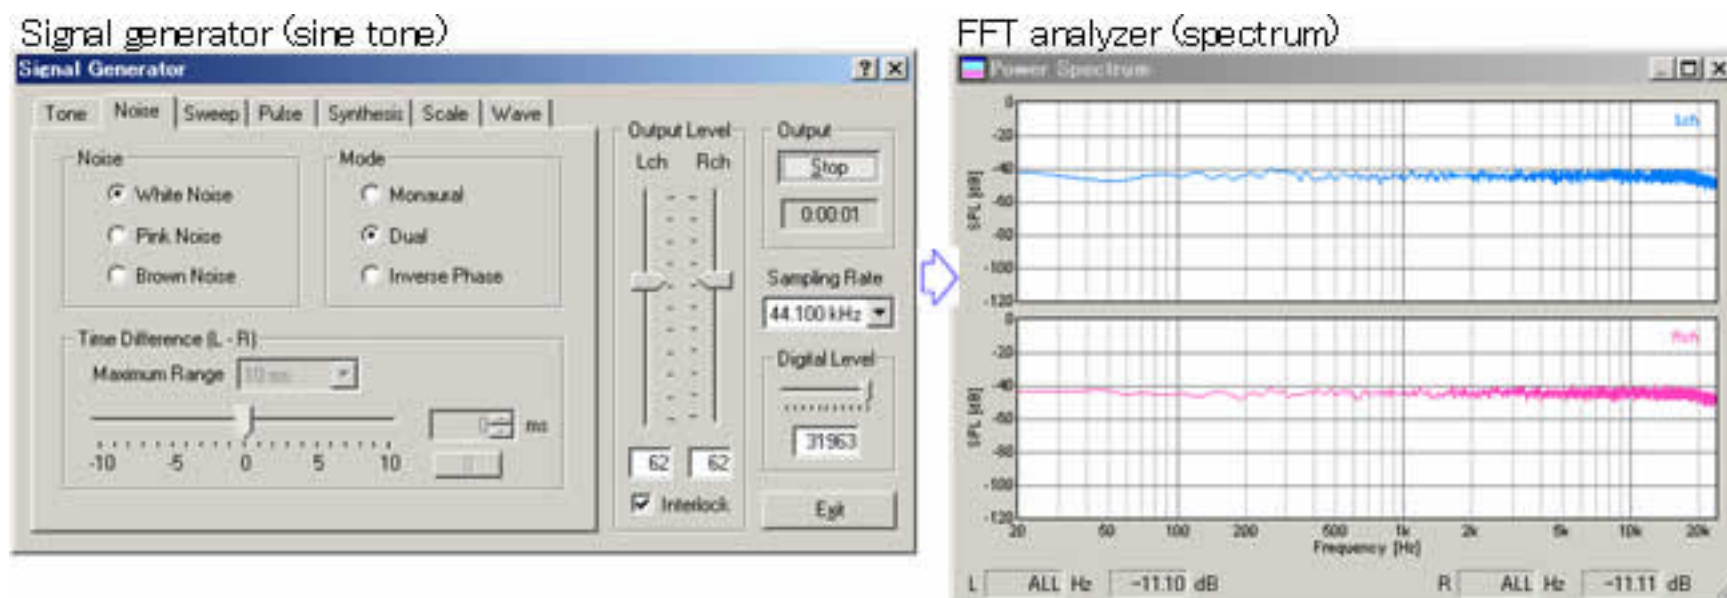 Signal generator (sine tone)
Signal Generator
Tone Noise Sweep Pulse Synthesis Scale Wave
Noise
White Noise
Pink Noise
Brown Noise
Mode
Monaural
Dual
Inverse Phase
Time Difference (L - R)
Maximum Range 10 ms
0 ms
-10 -5 0 5 10
0
Output Level
Lch Rch
62 62
Interlock
Output
Stop
0:00:01
Sampling Rate
44.100 kHz
Digital Level
31963
Exit
FFT analyzer (spectrum)
Power Spectrum
Lch
0
-20
-40
-60
-80
-100
-120
SPL [dB]
Rch
0
-20
-40
-60
-80
-100
-120
SPL [dB]
20 50 100 200 500 1k 2k 5k 10k 20k
Frequency [Hz]
L ALL Hz -11.10 dB R ALL Hz -11.11 dB